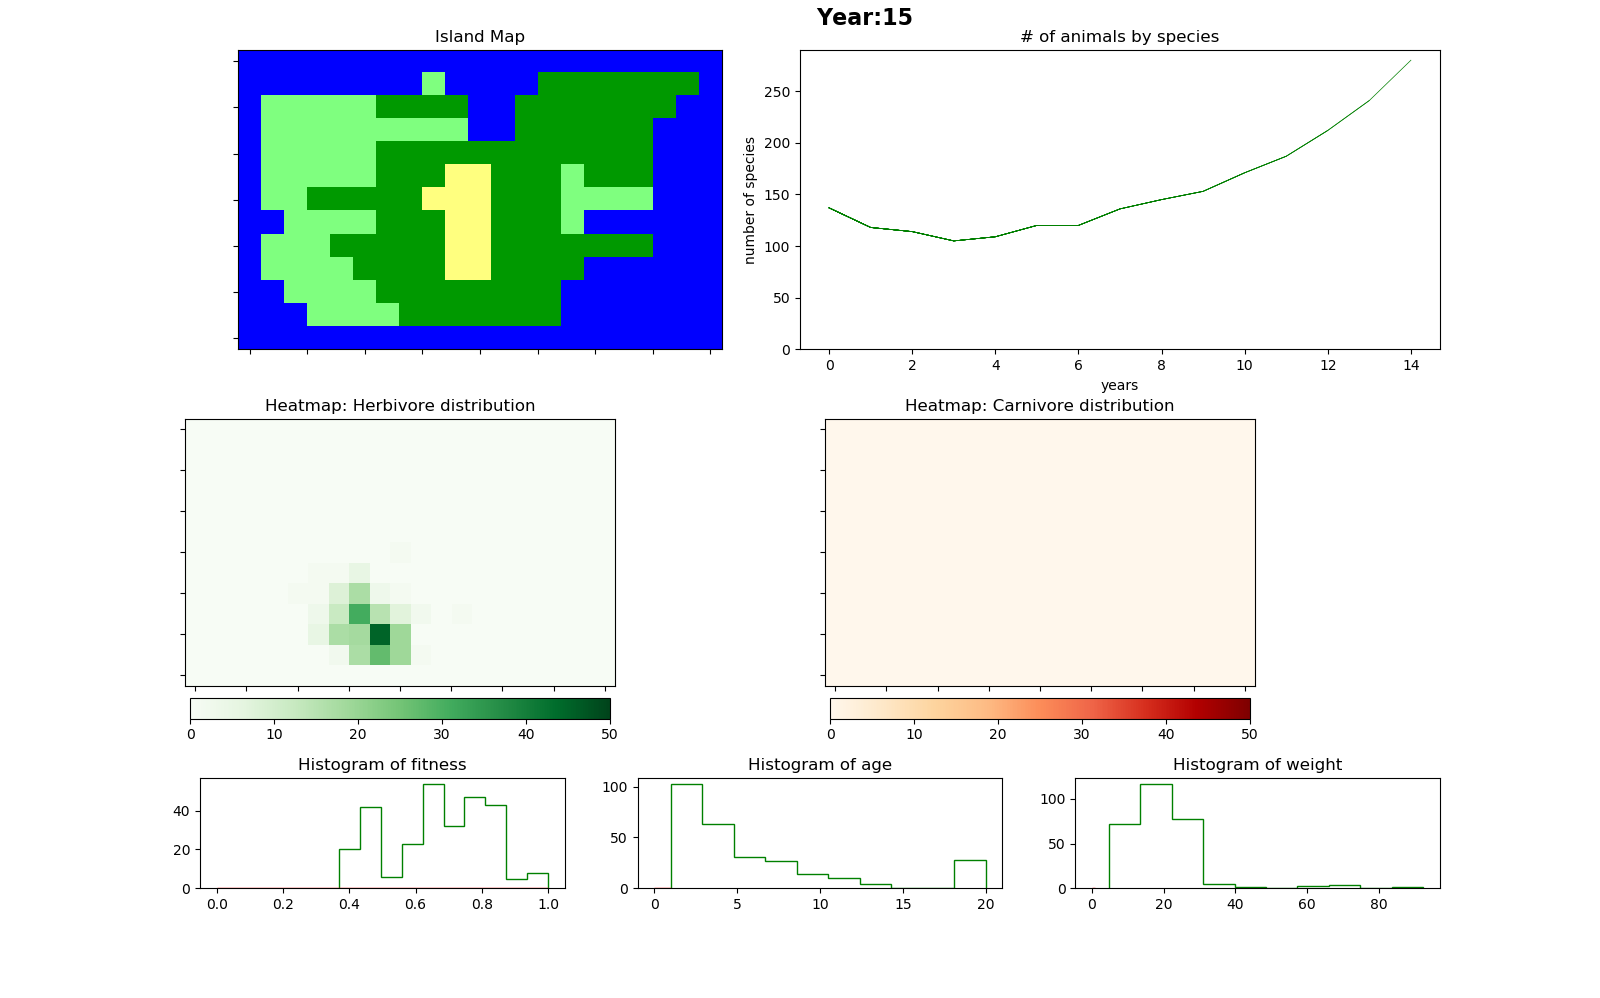 Year:15
Island Map
# of animals by species
number of species
250
200
150
100
50
0
0 2 4 6 8 10 12 14
years
Heatmap: Herbivore distribution
Heatmap: Carnivore distribution
0 10 20 30 40 50
0 10 20 30 40 50
Histogram of fitness
40
20
0
0.0 0.2 0.4 0.6 0.8 1.0
Histogram of age
100
50
0
0 5 10 15 20
Histogram of weight
100
50
0
0 20 40 60 80